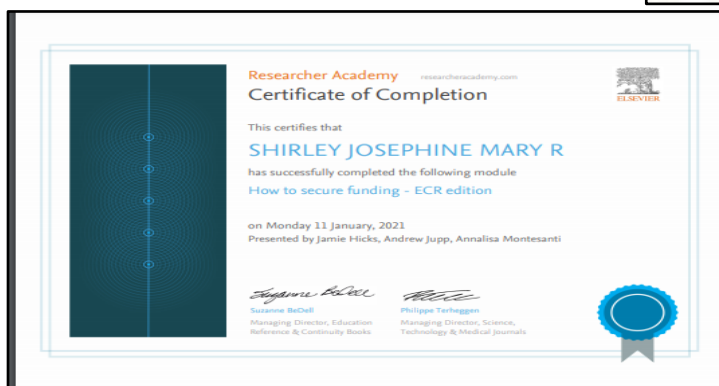 Researcher Academy researcheracademy.com
Certificate of Completion
ELSEVIER
This certifies that
SHIRLEY JOSEPHINE MARY R
has successfully completed the following module
How to secure funding - ECR edition
on Monday 11 January, 2021
Presented by Jamie Hicks, Andrew Jupp, Annalisa Montesanti
Suzanne BeDell
Suzanne BeDell
Managing Director, Education
Reference & Continuity Books
Philippe Terheggen
Managing Director, Science,
Technology & Medical Journals